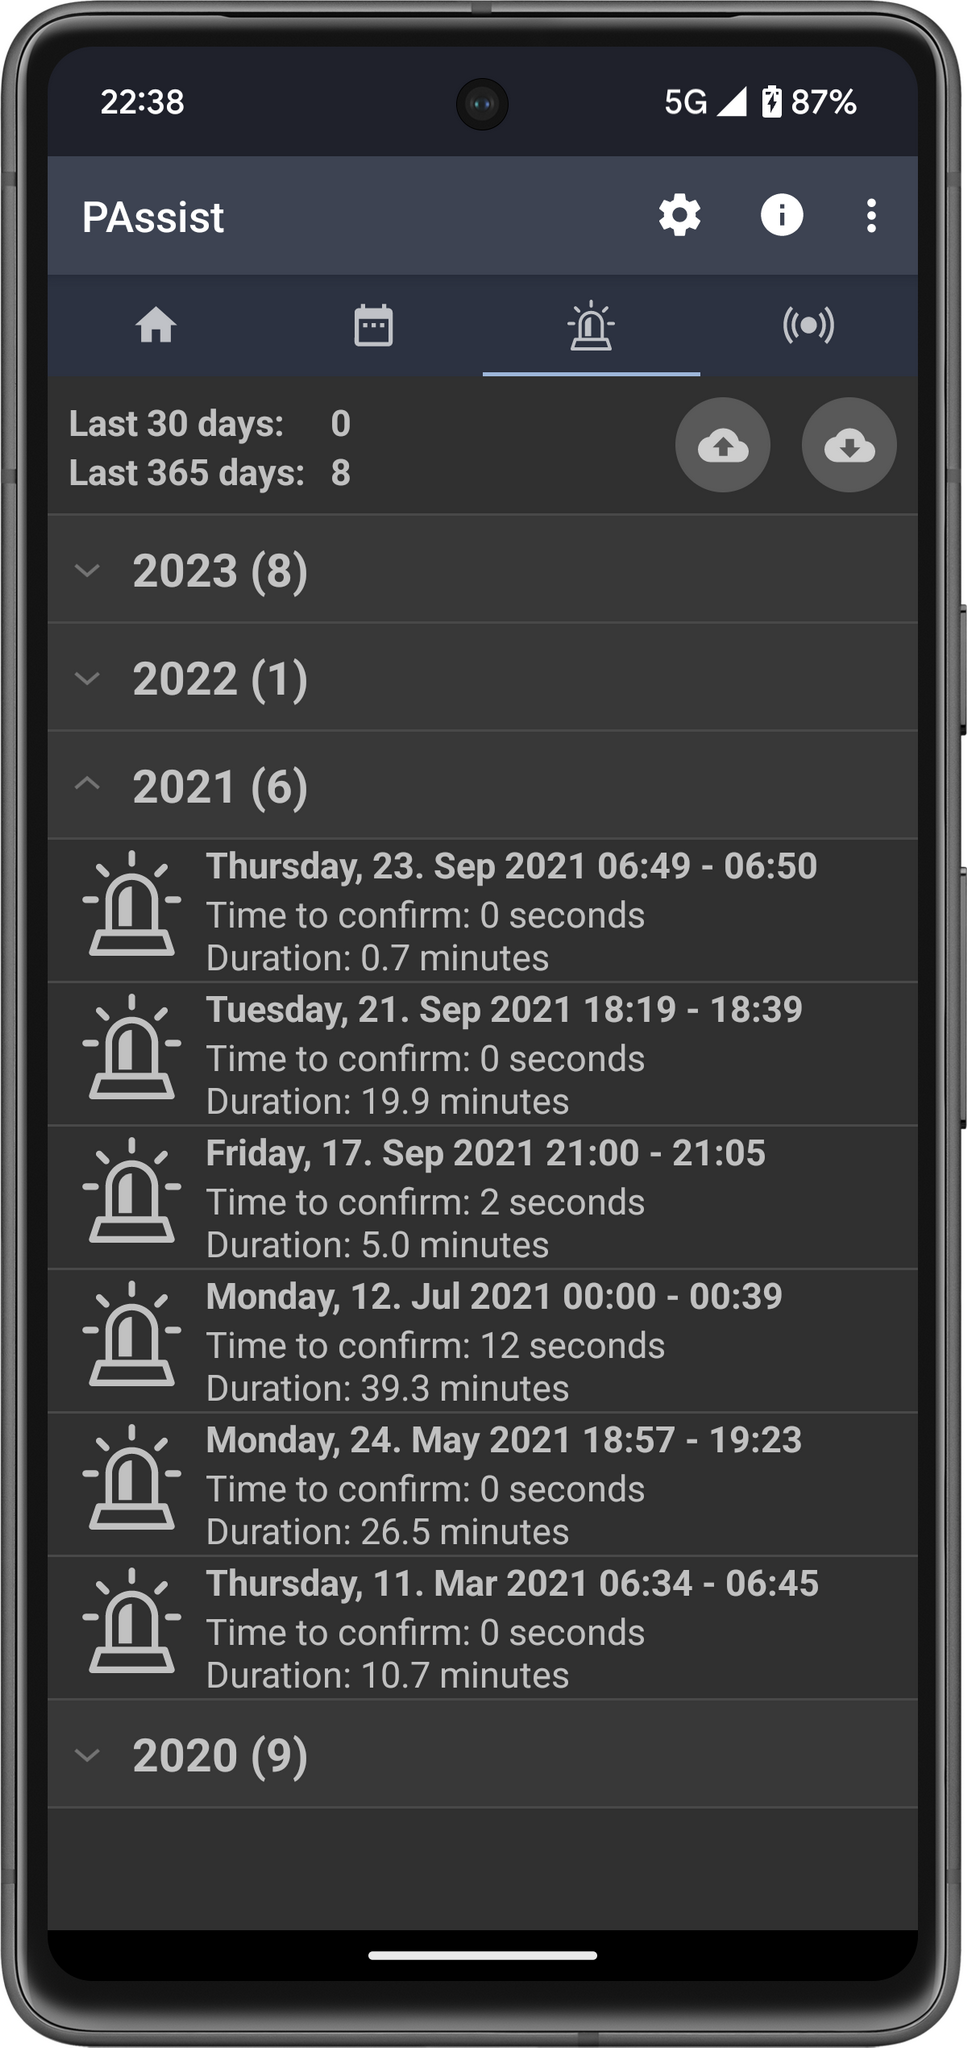 22:38
5G 87%
PAssist
Last 30 days: 0
Last 365 days: 8
2023 (8)
2022 (1)
2021 (6)
Thursday, 23. Sep 2021 06:49 - 06:50
Time to confirm: 0 seconds
Duration: 0.7 minutes
Tuesday, 21. Sep 2021 18:19 - 18:39
Time to confirm: 0 seconds
Duration: 19.9 minutes
Friday, 17. Sep 2021 21:00 - 21:05
Time to confirm: 2 seconds
Duration: 5.0 minutes
Monday, 12. Jul 2021 00:00 - 00:39
Time to confirm: 12 seconds
Duration: 39.3 minutes
Monday, 24. May 2021 18:57 - 19:23
Time to confirm: 0 seconds
Duration: 26.5 minutes
Thursday, 11. Mar 2021 06:34 - 06:45
Time to confirm: 0 seconds
Duration: 10.7 minutes
2020 (9)